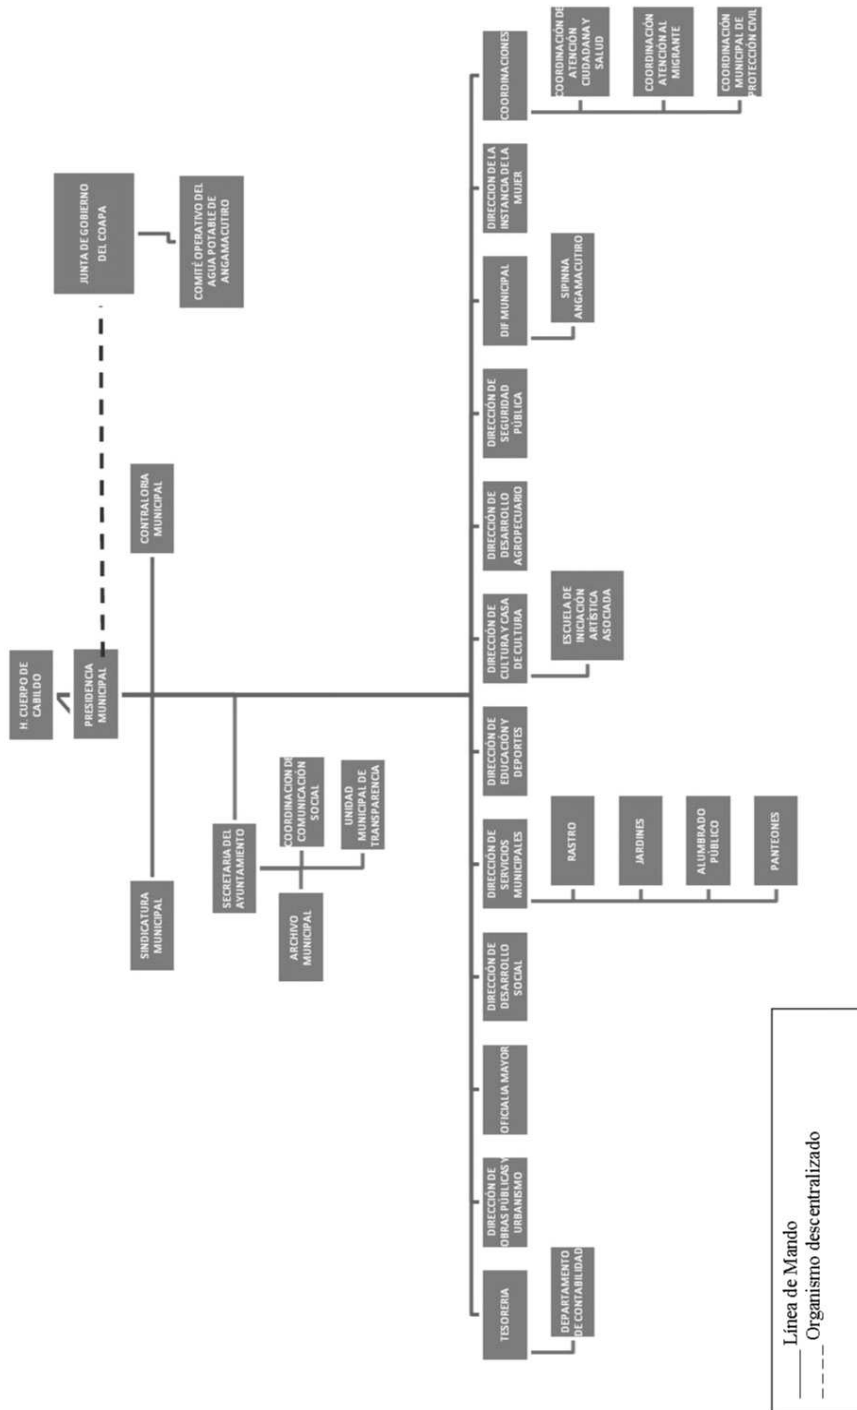 H. CUERPO DE
CABILDO
PRESIDENCIA
MUNICIPAL
JUNTA DE GOBIERNO
DEL COAPA
COMITÉ OPERATIVO DEL
AGUA POTABLE DE
ANGAMACUTIRO
SINDICATURA
MUNICIPAL
CONTRALORIA
MUNICIPAL
SECRETARIA DEL
AYUNTAMIENTO
ARCHIVO
MUNICIPAL
COORDINACION DE
COMUNICACIÓN
SOCIAL
UNIDAD
MUNICIPAL DE
TRANSPARENCIA
TESORERIA
DEPARTAMENTO
DE CONTABILIDAD
DIRECCIÓN DE
OBRAS PÚBLICAS Y
URBANISMO
OFICIALIA MAYOR
DIRECCIÓN DE
DESARROLLO
SOCIAL
DIRECCIÓN DE
SERVICIOS
MUNICIPALES
RASTRO
JARDINES
ALUMBRADO
PÚBLICO
PANTEONES
DIRECCIÓN DE
EDUCACIÓN Y
DEPORTES
DIRECCIÓN DE
CULTURA Y CASA
DE CULTURA
ESCUELA DE
INICIACIÓN
ARTÍSTICA
ASOCIADA
DIRECCIÓN DE
DESARROLLO
AGROPECUARIO
DIRECCIÓN DE
SEGURIDAD
PÚBLICA
DIF MUNICIPAL
SIPINNA
ANGAMACUTIRO
DIRECCION DE LA
INSTANCIA DE LA
MUJER
COORDINACIONES
COORDINACIÓN DE
ATENCIÓN
CIUDADANA Y
SALUD
COORDINACIÓN
ATENCIÓN AL
MIGRANTE
COORDINACIÓN
MUNICIPAL DE
PROTECCIÓN CIVIL
Línea de Mando
Organismo descentralizado